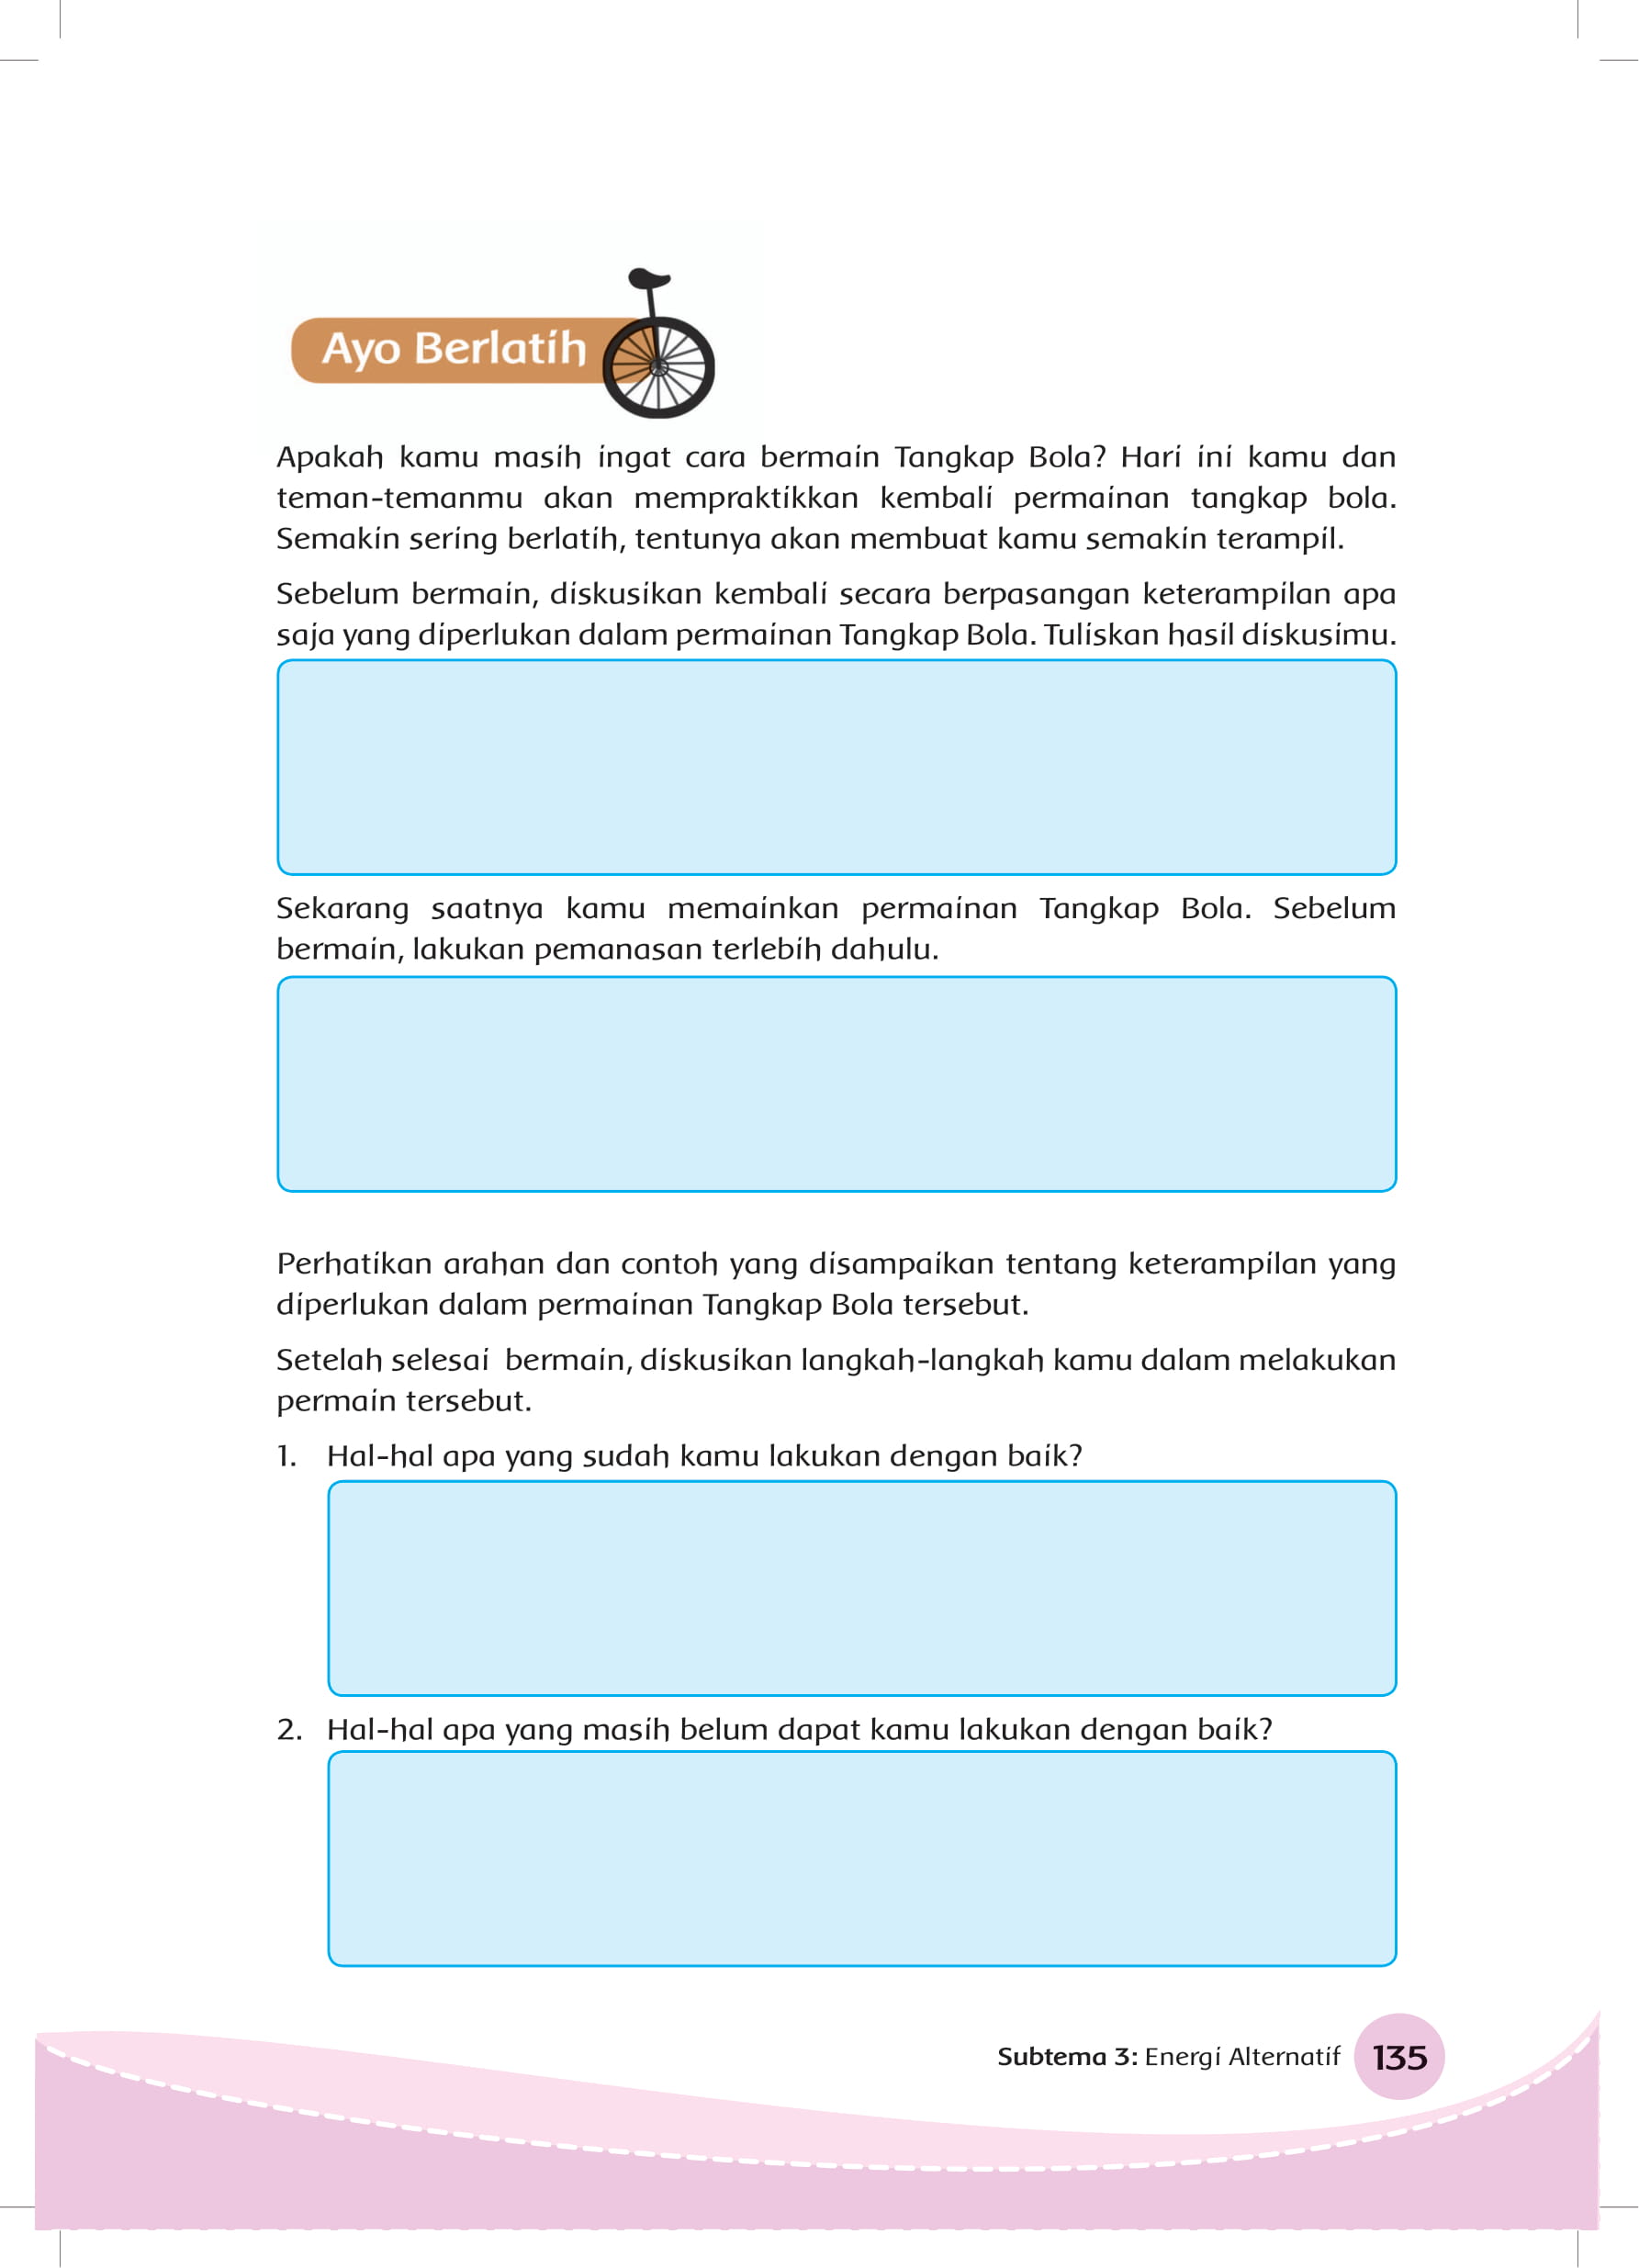 Ayo Berlatih
Apakah kamu masih ingat cara bermain Tangkap Bola? Hari ini kamu dan
teman-temanmu akan mempraktikkan kembali permainan tangkap bola.
Semakin sering berlatih, tentunya akan membuat kamu semakin terampil.
Sebelum bermain, diskusikan kembali secara berpasangan keterampilan apa
saja yang diperlukan dalam permainan Tangkap Bola. Tuliskan hasil diskusimu.
Sekarang saatnya kamu memainkan permainan Tangkap Bola. Sebelum
bermain, lakukan pemanasan terlebih dahulu.
Perhatikan arahan dan contoh yang disampaikan tentang keterampilan yang
diperlukan dalam permainan Tangkap Bola tersebut.
Setelah selesai bermain, diskusikan langkah-langkah kamu dalam melakukan
permain tersebut.
1. Hal-hal apa yang sudah kamu lakukan dengan baik?
2. Hal-hal apa yang masih belum dapat kamu lakukan dengan baik?
Subtema 3: Energi Alternatif 135